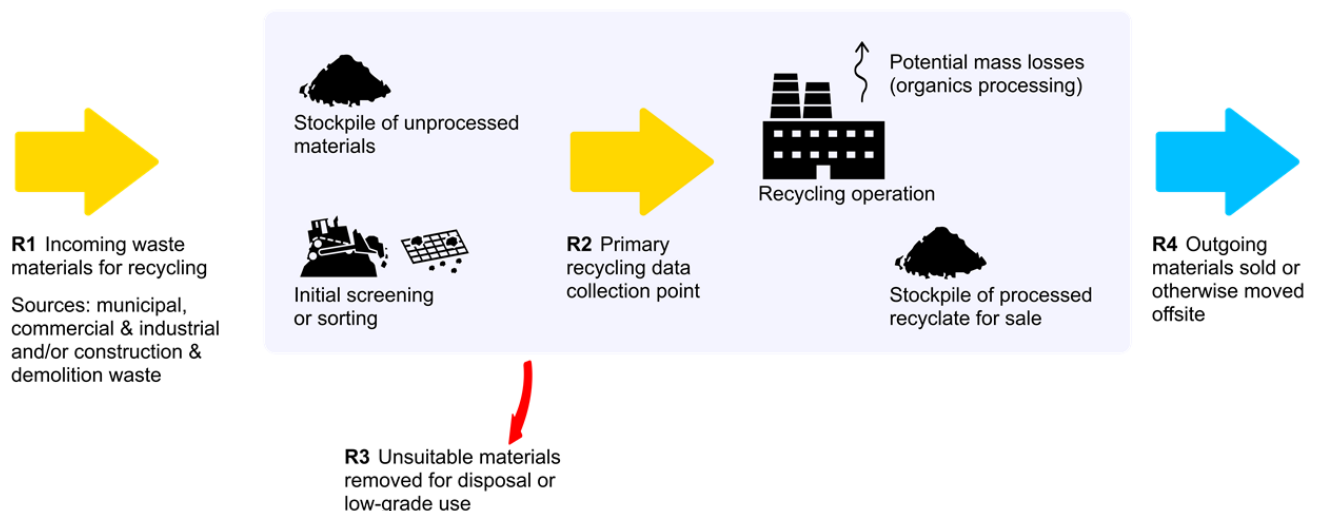 R1 Incoming waste
materials for recycling
Sources: municipal,
commercial & industrial
and/or construction &
demolition waste
Stockpile of unprocessed
materials
Initial screening
or sorting
R2 Primary
recycling data
collection point
Potential mass losses
(organics processing)
Recycling operation
Stockpile of processed
recyclate for sale
R4 Outgoing
materials sold or
otherwise moved
offsite
R3 Unsuitable materials
removed for disposal or
low-grade use